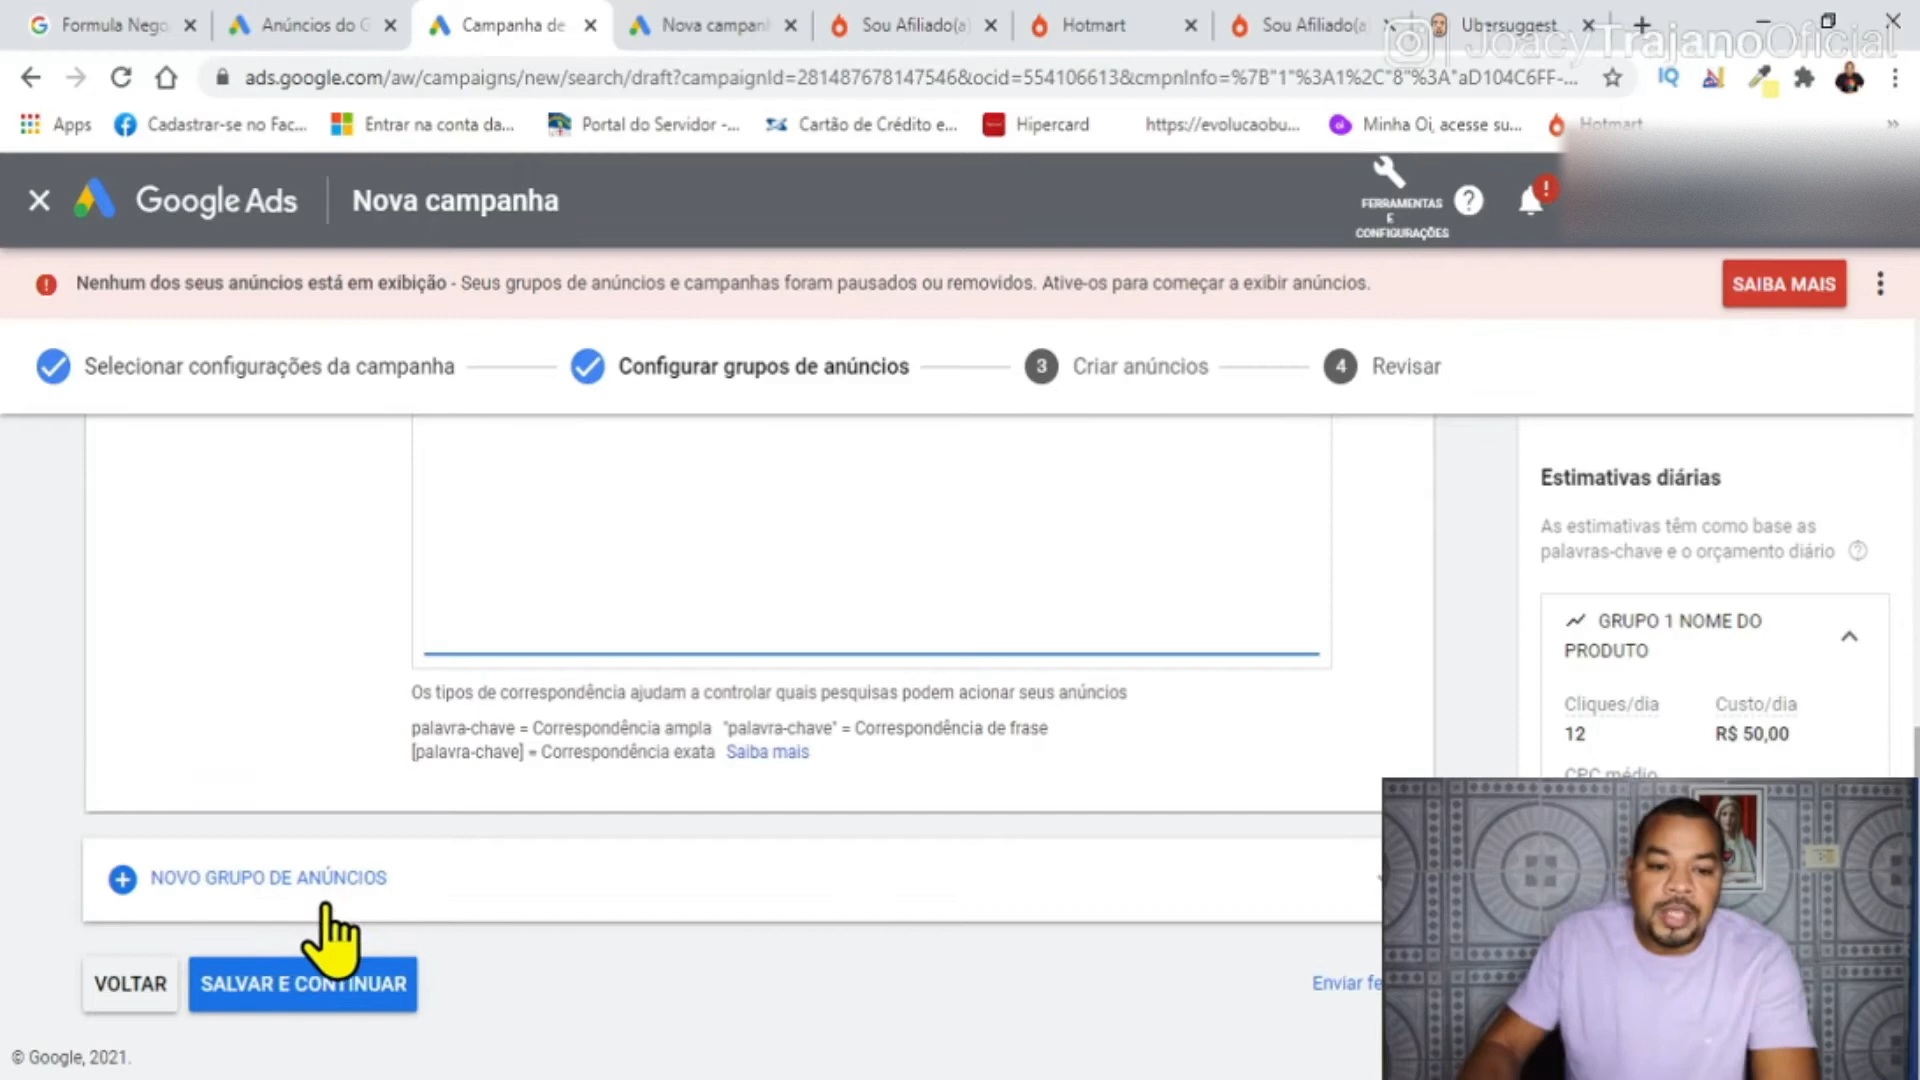 Formula Nego
Anúncios do G
Campanha de
Nova campanh
Sou Afiliado(a)
Hotmart
Sou Afiliado(a
Ubersuggest
JoacyTrajanoOficial
ads.google.com/aw/campaigns/new/search/draft?campaignId=281487678147546&ocid=554106613&cmpnInfo=%7B"1"%3A1%2C"8"%3A"aD104C6FF-...
Apps
Cadastrar-se no Fac...
Entrar na conta da...
Portal do Servidor -...
Cartão de Crédito e...
Hipercard
https://evolucaobu...
Minha Oi, acesse su...
Hotmart
Google Ads
Nova campanha
FERRAMENTAS
E
CONFIGURAÇÕES
Nenhum dos seus anúncios está em exibição - Seus grupos de anúncios e campanhas foram pausados ou removidos. Ative-os para começar a exibir anúncios.
SAIBA MAIS
Selecionar configurações da campanha
Configurar grupos de anúncios
3 Criar anúncios
4 Revisar
Estimativas diárias
As estimativas têm como base as
palavras-chave e o orçamento diário
GRUPO 1 NOME DO
PRODUTO
Cliques/dia Custo/dia
12 R$ 50,00
CPC médio
Os tipos de correspondência ajudam a controlar quais pesquisas podem acionar seus anúncios
palavra-chave = Correspondência ampla "palavra-chave" = Correspondência de frase
[palavra-chave] = Correspondência exata Saiba mais
NOVO GRUPO DE ANÚNCIOS
VOLTAR
SALVAR E CONTINUAR
Enviar fe
© Google, 2021.